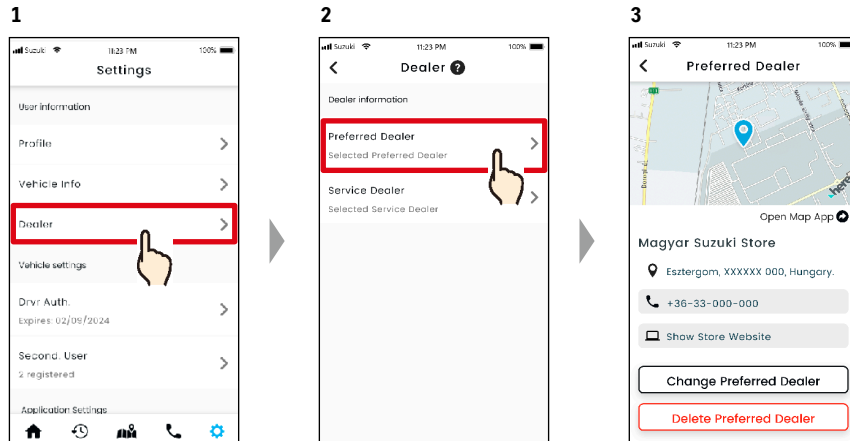 1
Suzuki 11:23 PM 100%
Settings
User information
Profile
Vehicle Info
Dealer
Vehicle settings
Drvr Auth.
Expires: 02/09/2024
Second. User
2 registered
Application Settings
2
Suzuki 11:23 PM 100%
Dealer ?
Dealer information
Preferred Dealer
Selected Preferred Dealer
Service Dealer
Selected Service Dealer
3
Suzuki 11:23 PM 100%
Preferred Dealer
here
Open Map App
Magyar Suzuki Store
Esztergom, XXXXXX 000, Hungary.
+36-33-000-000
Show Store Website
Change Preferred Dealer
Delete Preferred Dealer